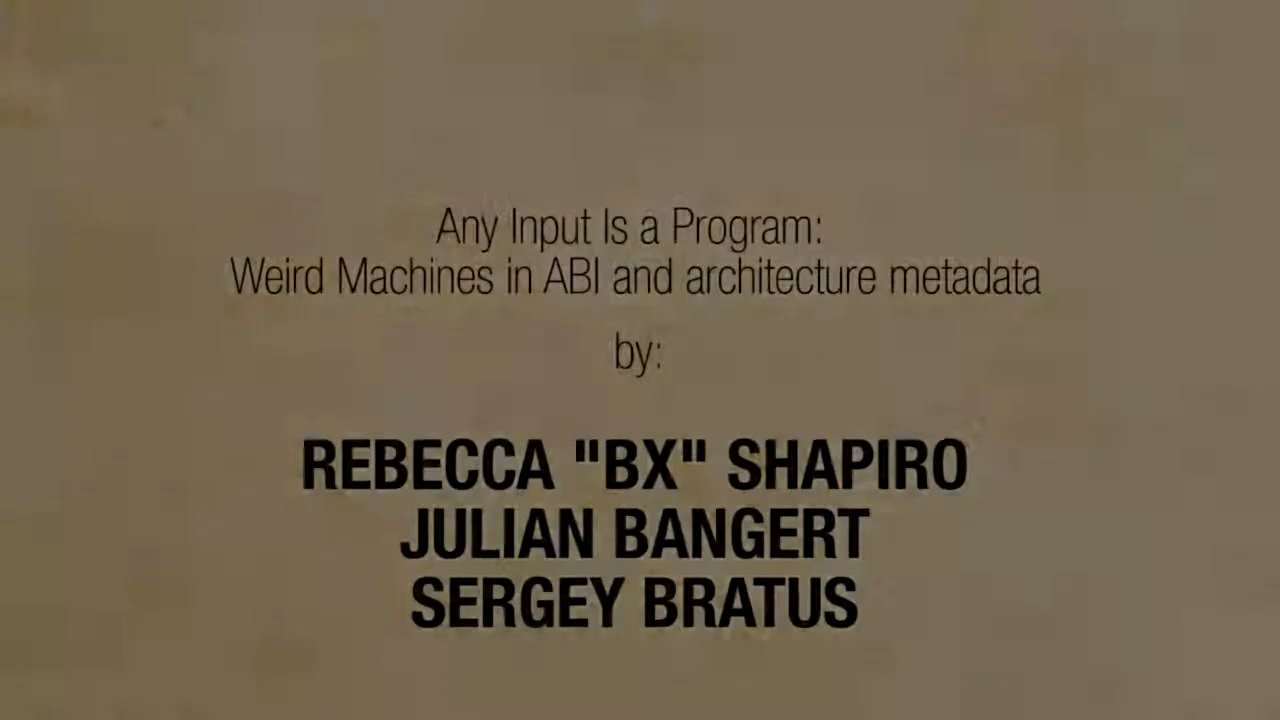 Any Input Is a Program:
Weird Machines in ABI and architecture metadata
by:
REBECCA "BX" SHAPIRO
JULIAN BANGERT
SERGEY BRATUS